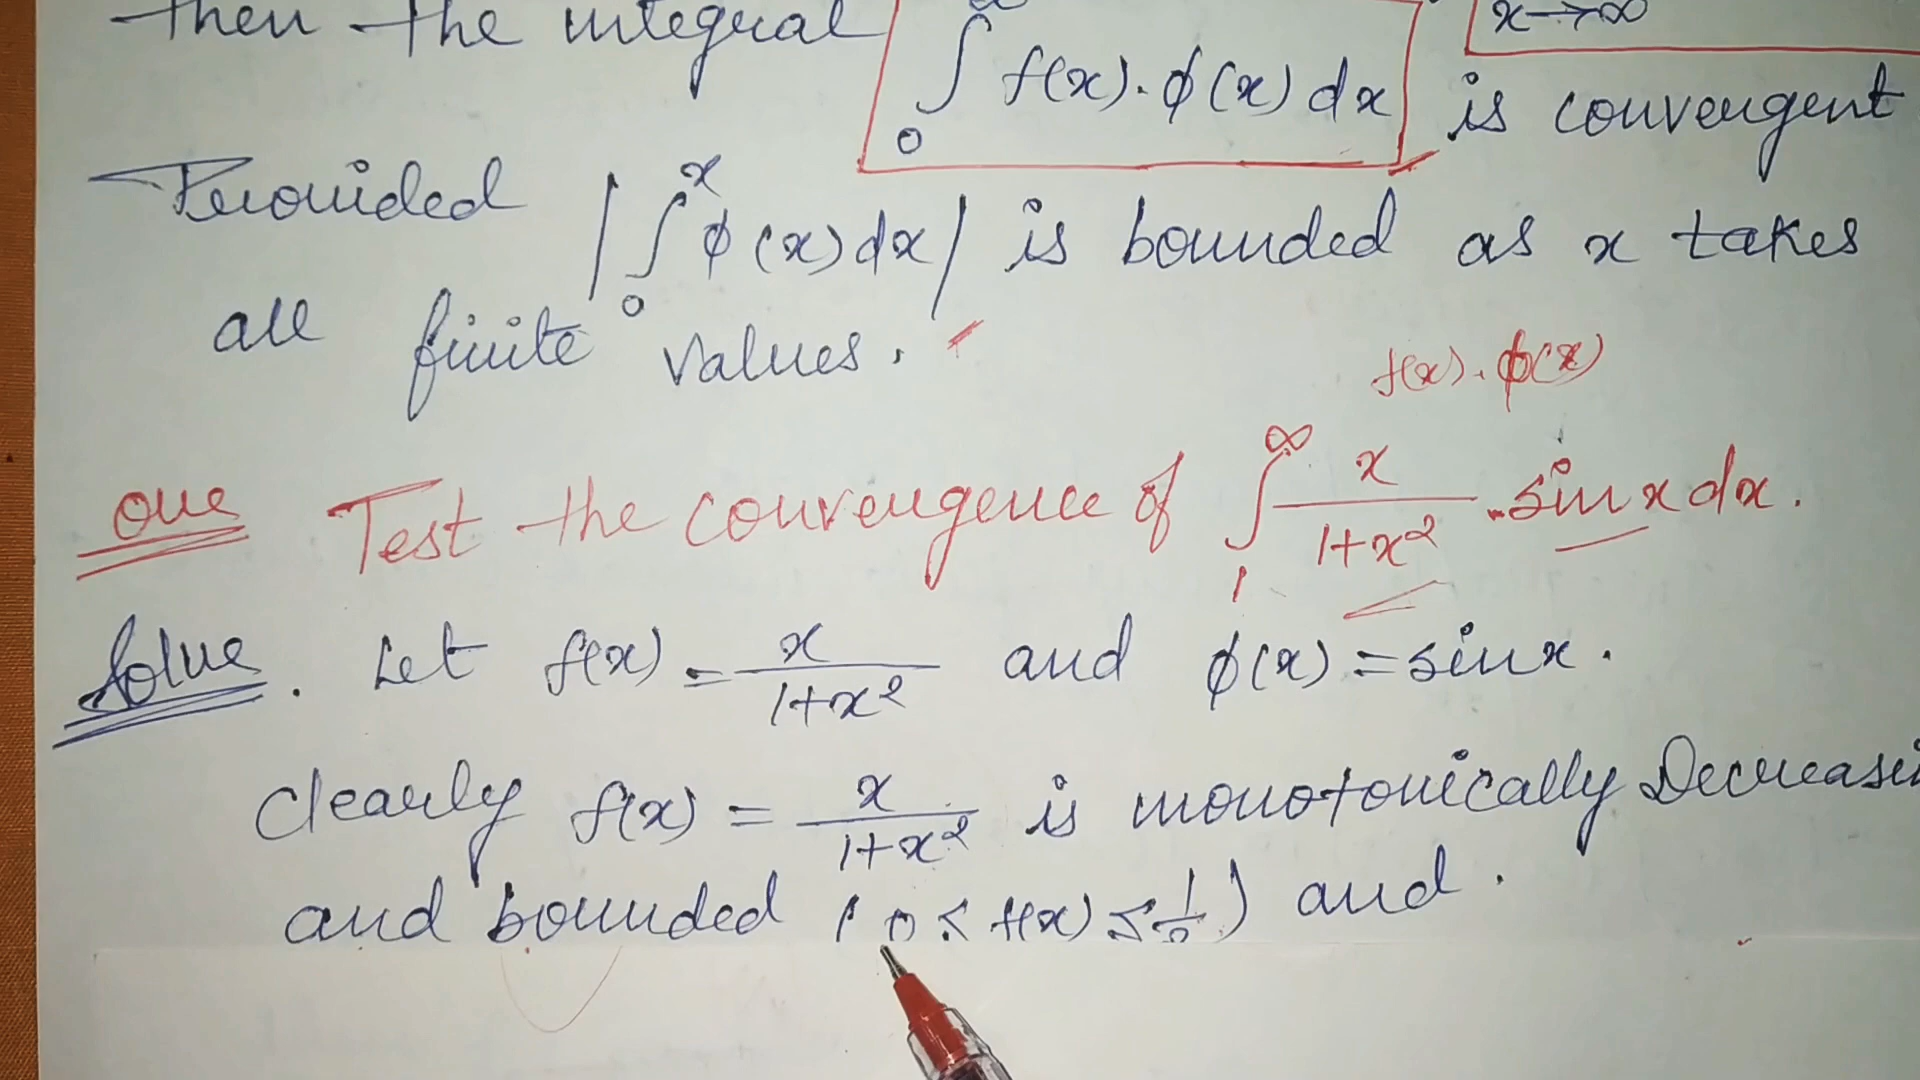 then the integral ∫₀^∞ f(x)·ϕ(x) dx is convergent
x→∞
Provided |∫₀^x ϕ(x) dx| is bounded as x takes
all finite values.
f(x)·ϕ(x)
Que Test the convergence of ∫₁^∞ x/(1+x²) · sin x dx.
Solve. Let f(x) = x/(1+x²) and ϕ(x) = sin x.
Clearly f(x) = x/(1+x²) is monotonically
and bounded (0 ≤ f(x) ≤ and